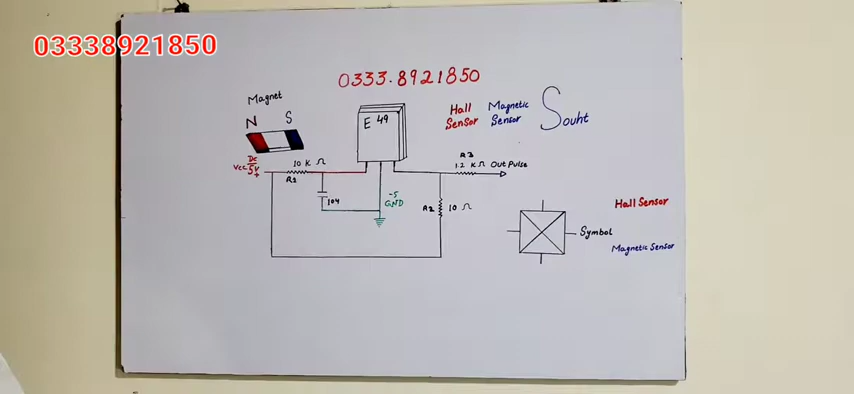 03338921850
0333.8921850
Magnet
N S
E 49
Hall Sensor
Magnetic Sensor
Souht
DC
Vcc 5V
+
10 K Ω
R1
104
-5
GND
R3
1.2 K Ω Out Pulse
R2 10 Ω
Hall Sensor
Symbol
Magnetic Sensor